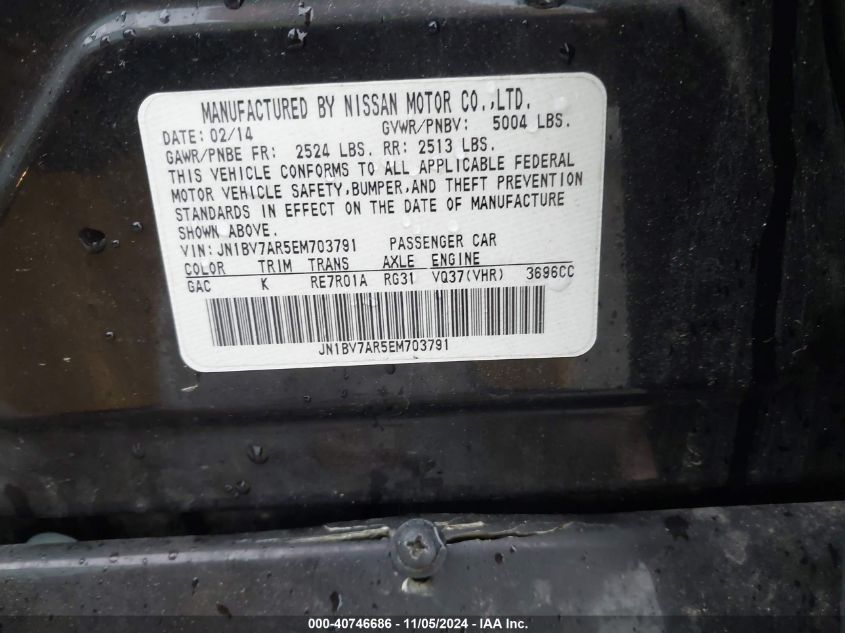 MANUFACTURED BY NISSAN MOTOR CO.,LTD.
DATE: 02/14 GVWR/PNBV: 5004 LBS.
GAWR/PNBE FR: 2524 LBS. RR: 2513 LBS.
THIS VEHICLE CONFORMS TO ALL APPLICABLE FEDERAL
MOTOR VEHICLE SAFETY,BUMPER,AND THEFT PREVENTION
STANDARDS IN EFFECT ON THE DATE OF MANUFACTURE
SHOWN ABOVE.
VIN: JN1BV7AR5EM703791 PASSENGER CAR
COLOR TRIM TRANS AXLE ENGINE
GAC K RE7R01A RG31 VQ37(VHR) 3696CC
JN1BV7AR5EM703791
000-40746686 - 11/05/2024 - IAA Inc.